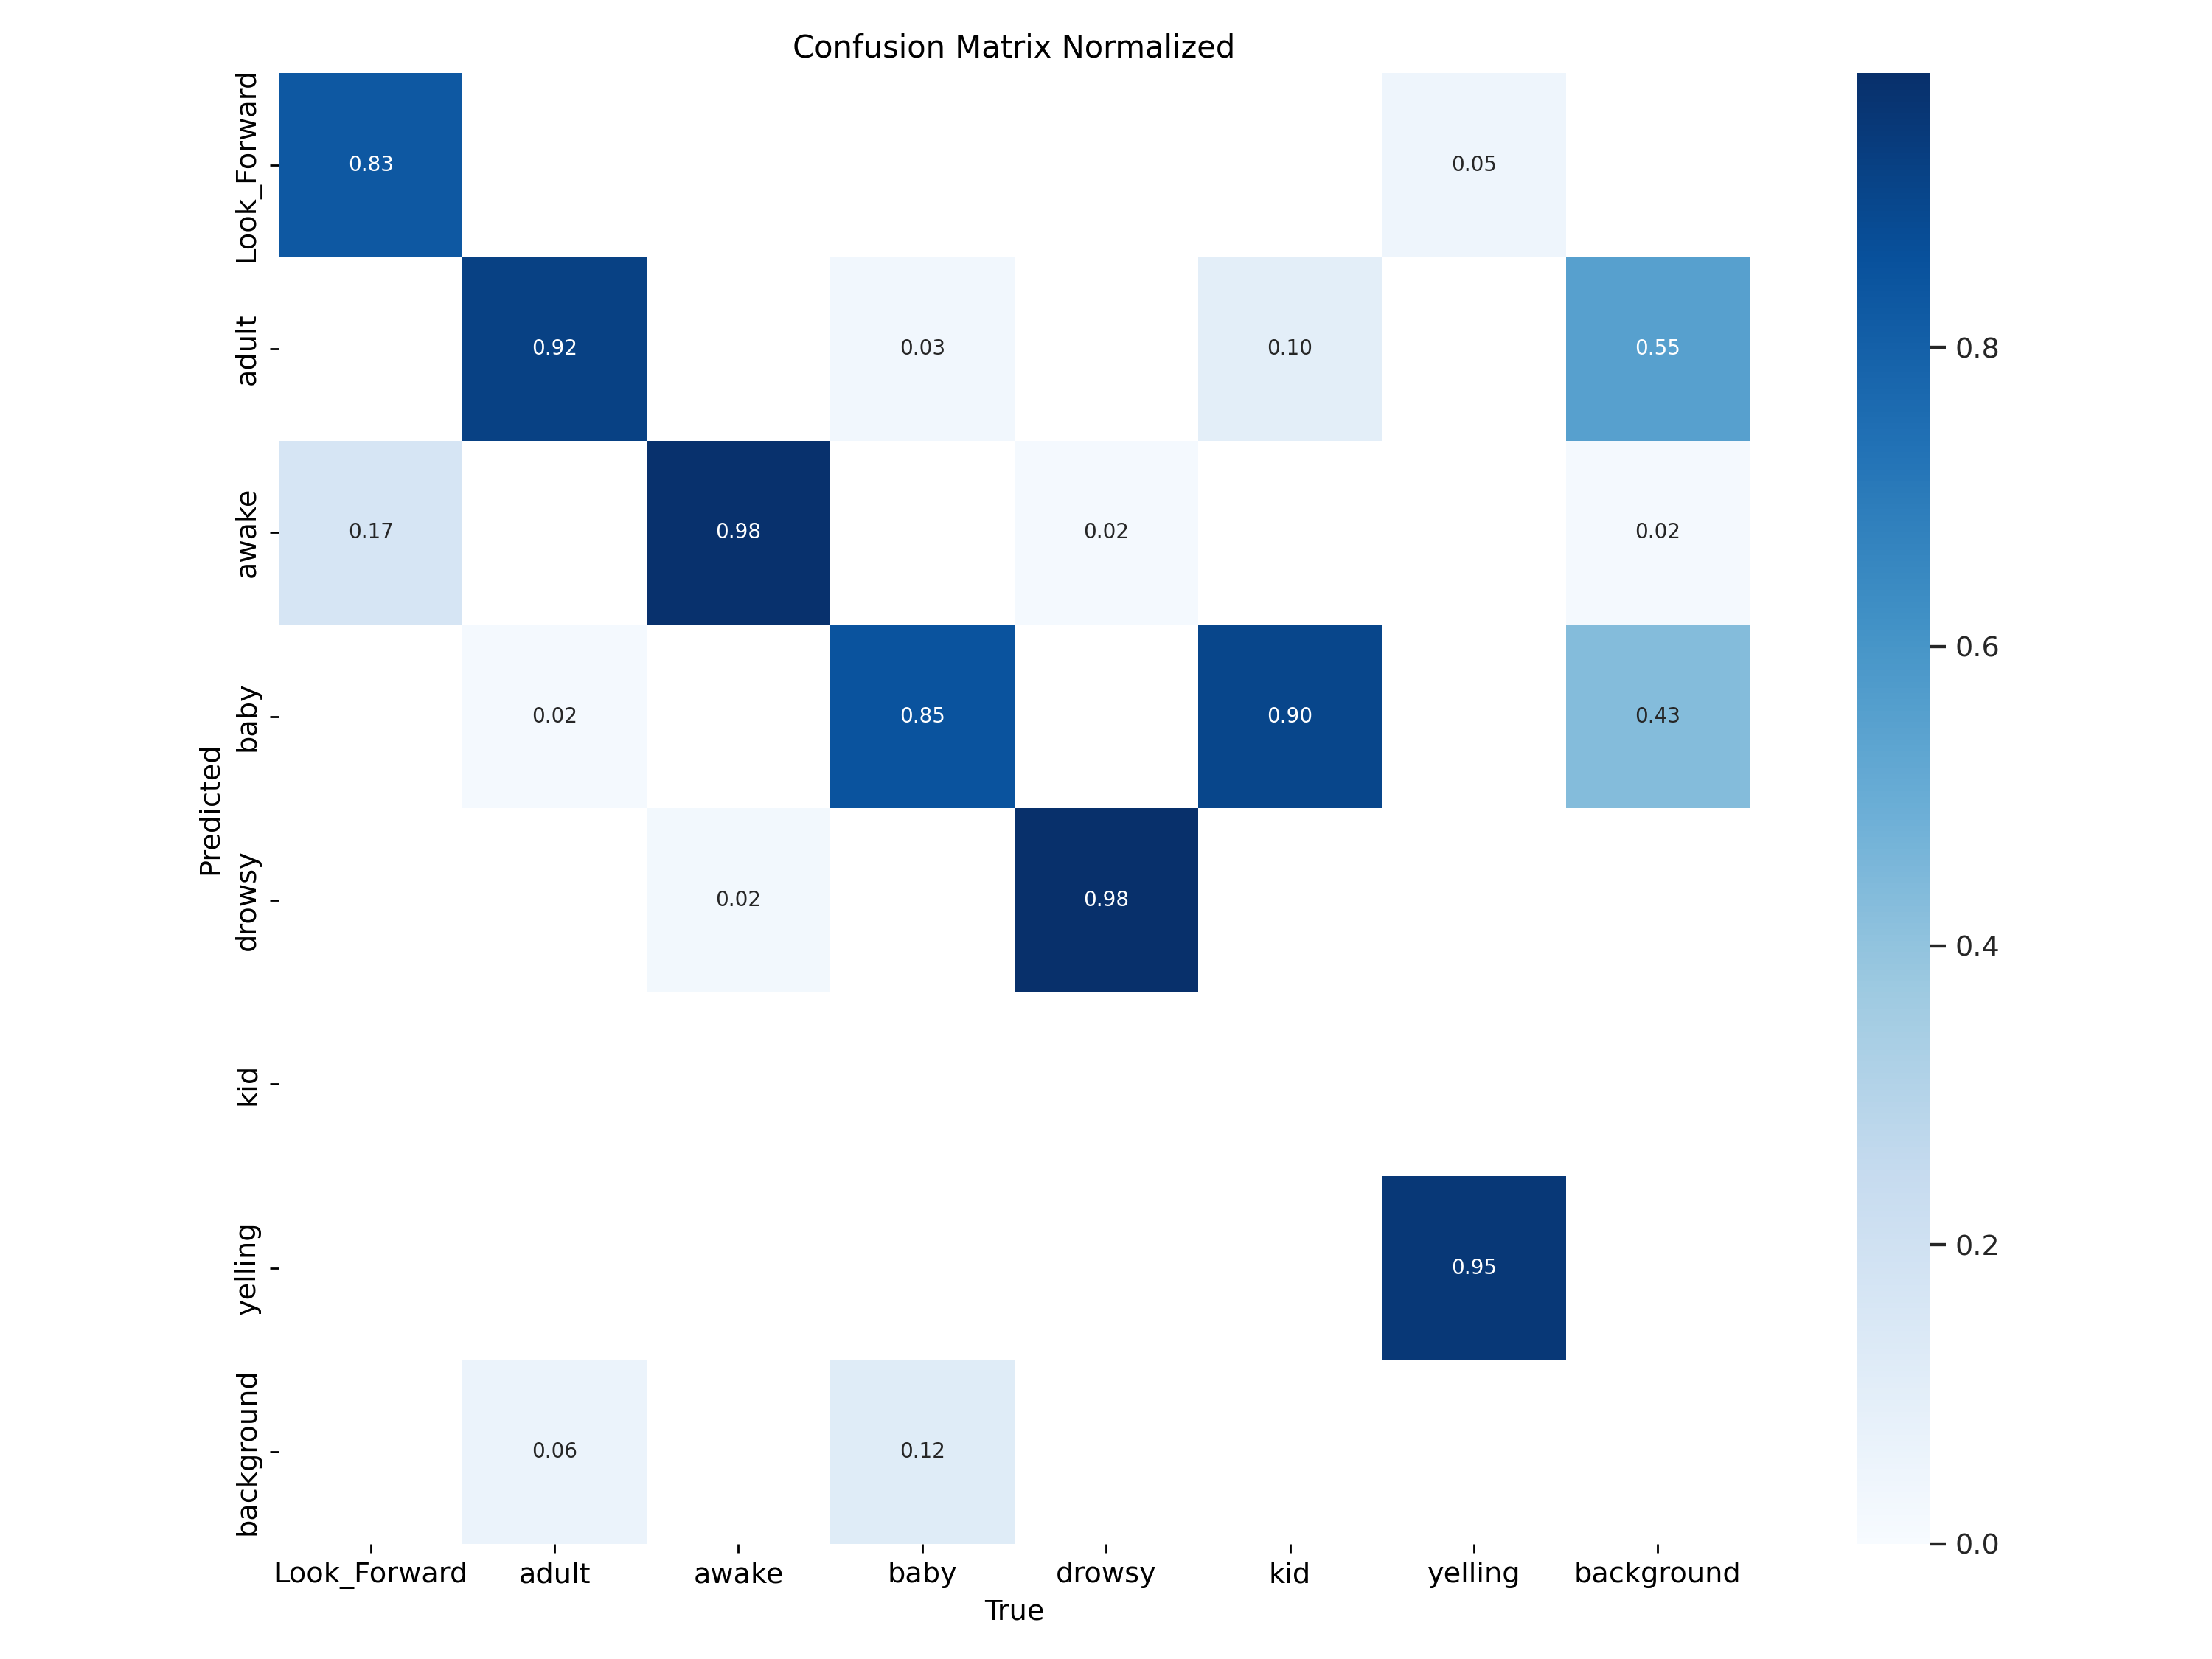 Confusion Matrix Normalized
Look_Forward
0.83
0.05
adult
0.92
0.03
0.10
0.55
0.8
awake
0.17
0.98
0.02
0.02
0.6
baby
0.02
0.85
0.90
0.43
Predicted
drowsy
0.02
0.98
0.4
kid
yelling
0.95
0.2
background
0.06
0.12
0.0
Look_Forward
adult
awake
baby
drowsy
kid
yelling
background
True